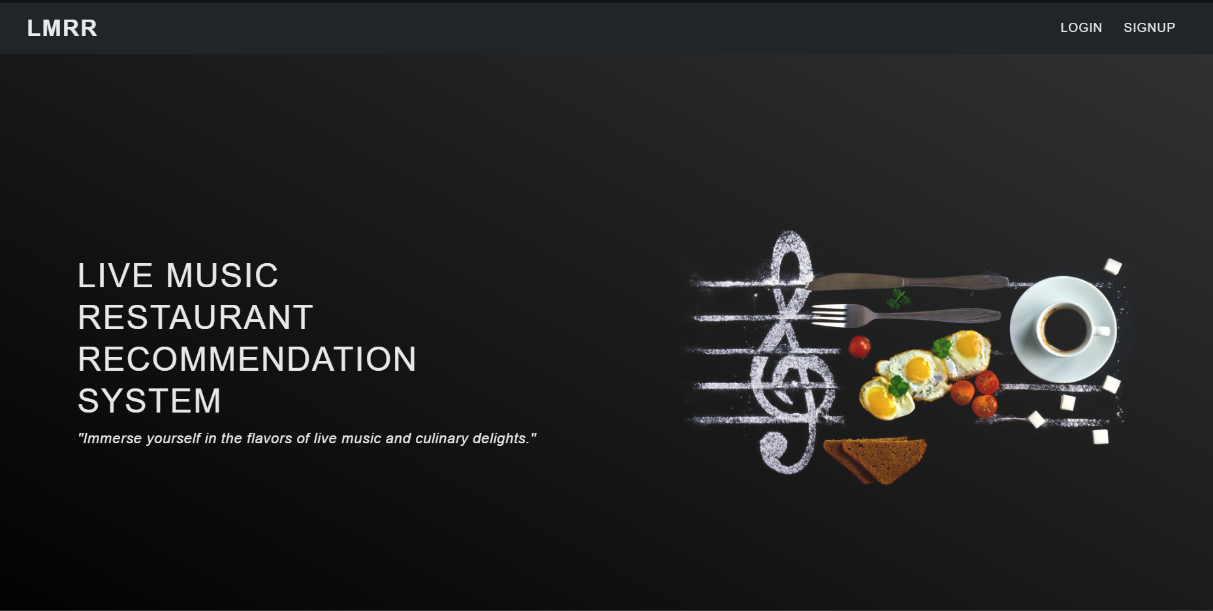 LMRR
LOGIN SIGNUP
LIVE MUSIC
RESTAURANT
RECOMMENDATION
SYSTEM
"Immerse yourself in the flavors of live music and culinary delights."